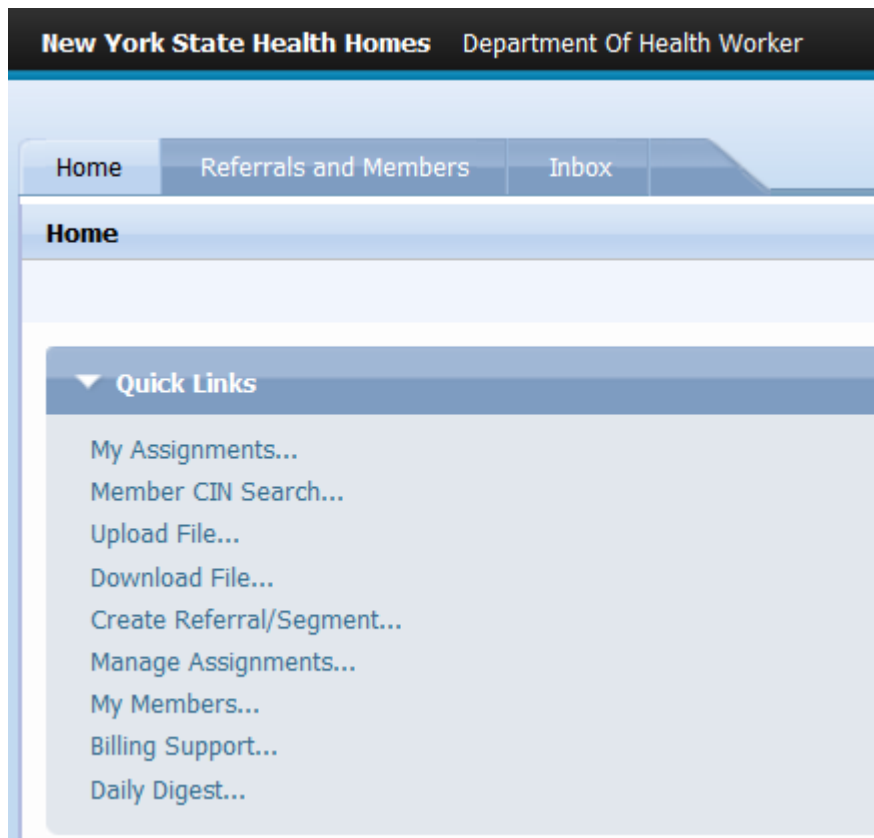 New York State Health Homes Department Of Health Worker
Home Referrals and Members Inbox
Home
Quick Links
My Assignments...
Member CIN Search...
Upload File...
Download File...
Create Referral/Segment...
Manage Assignments...
My Members...
Billing Support...
Daily Digest...